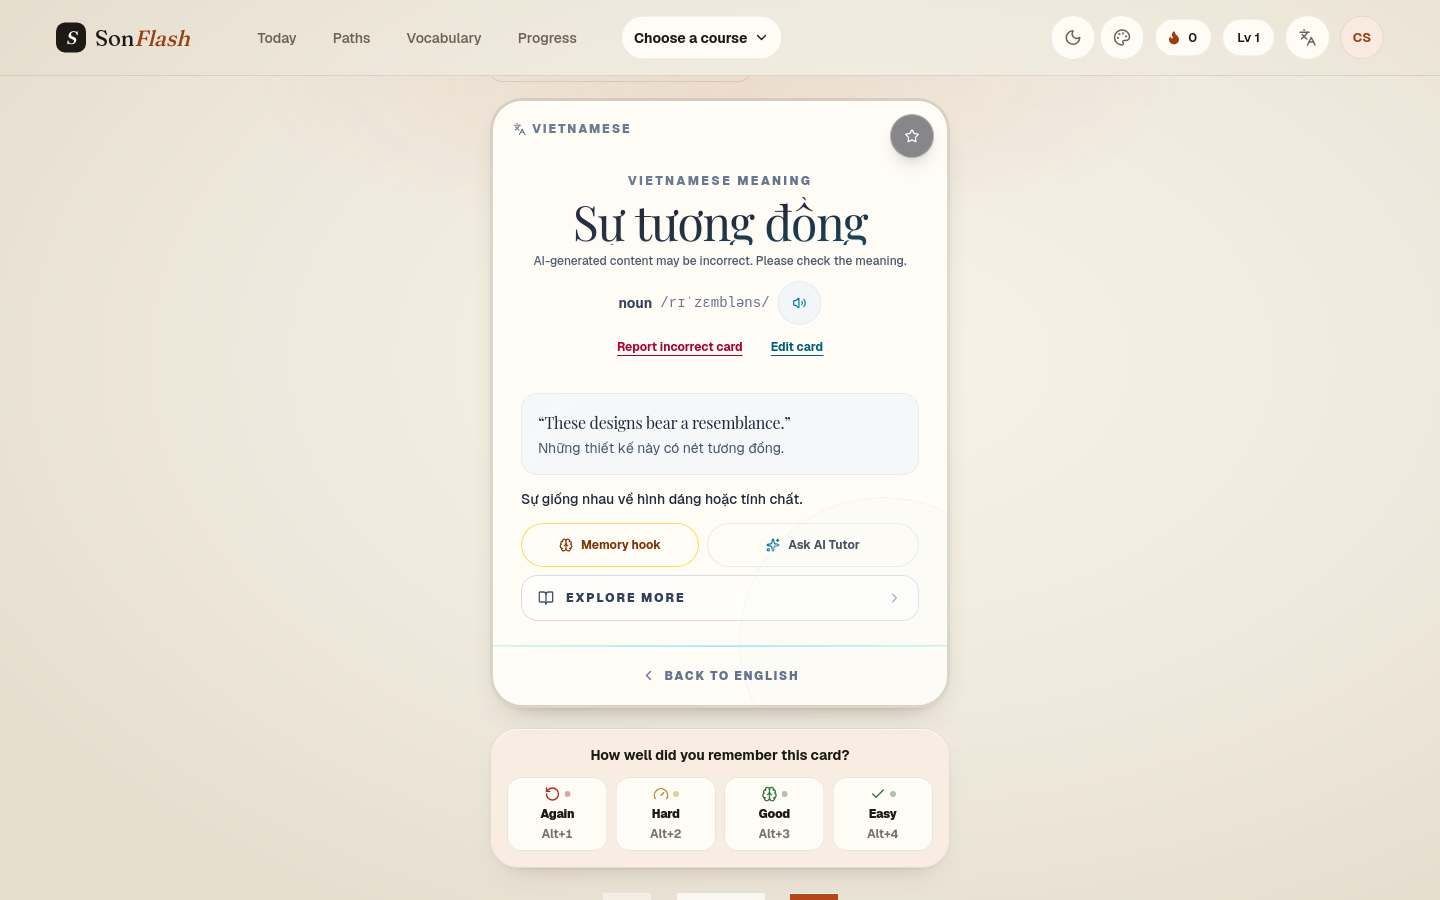 S SonFlash
Today
Paths
Vocabulary
Progress
Choose a course
0
Lv 1
CS
VIETNAMESE
VIETNAMESE MEANING
Sự tương đồng
AI-generated content may be incorrect. Please check the meaning.
noun /rɪˈzɛmbləns/
Report incorrect card
Edit card
“These designs bear a resemblance.”
Những thiết kế này có nét tương đồng.
Sự giống nhau về hình dáng hoặc tính chất.
Memory hook
Ask AI Tutor
EXPLORE MORE
BACK TO ENGLISH
How well did you remember this card?
Again
Alt+1
Hard
Alt+2
Good
Alt+3
Easy
Alt+4